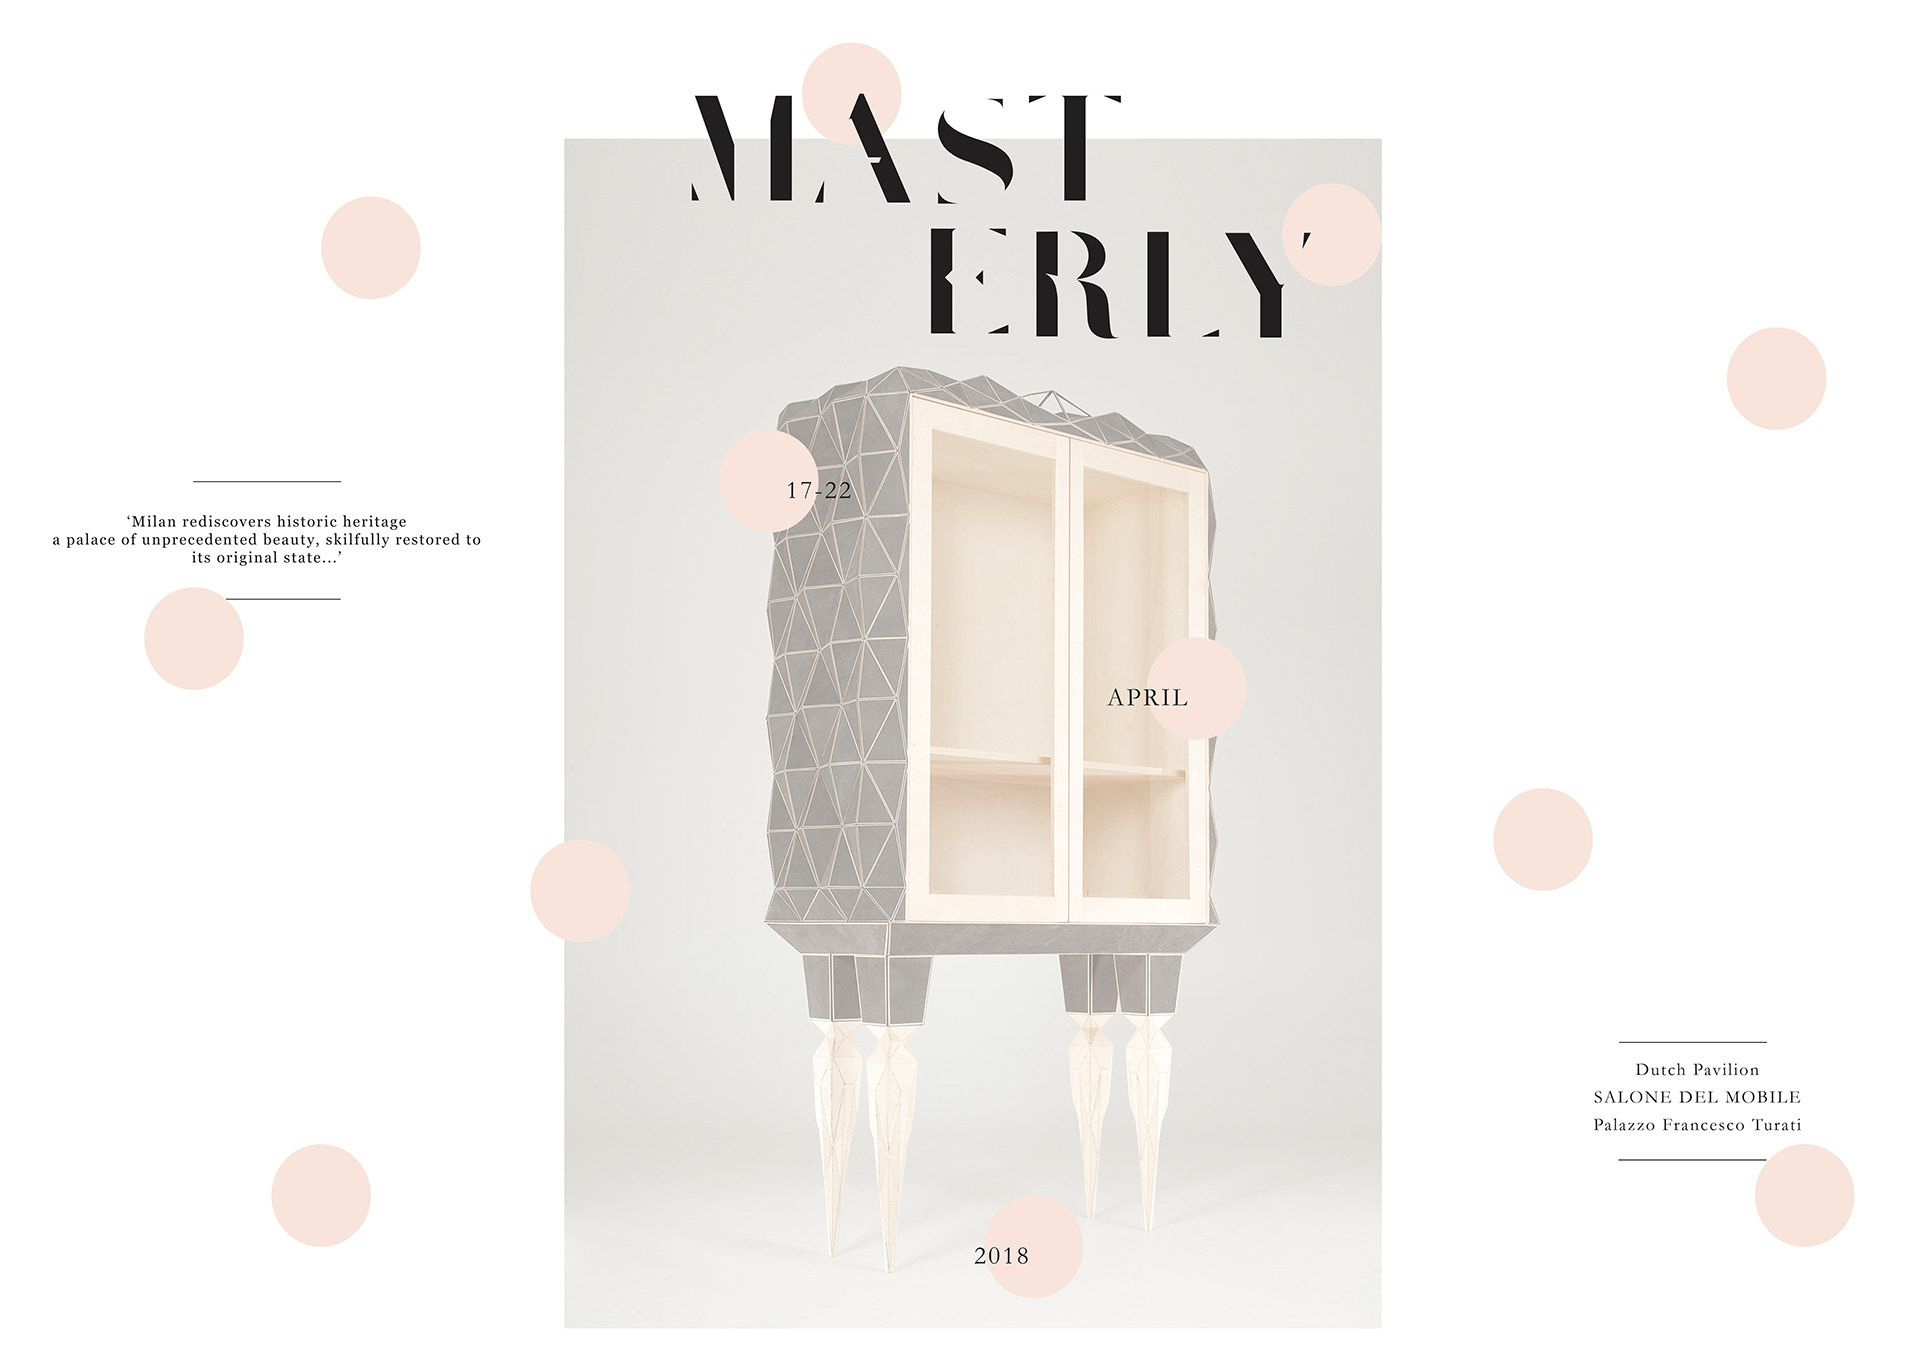 MAST
ERLY
17-22
‘Milan rediscovers historic heritage
a palace of unprecedented beauty, skilfully restored to
its original state...’
APRIL
Dutch Pavilion
SALONE DEL MOBILE
Palazzo Francesco Turati
2018